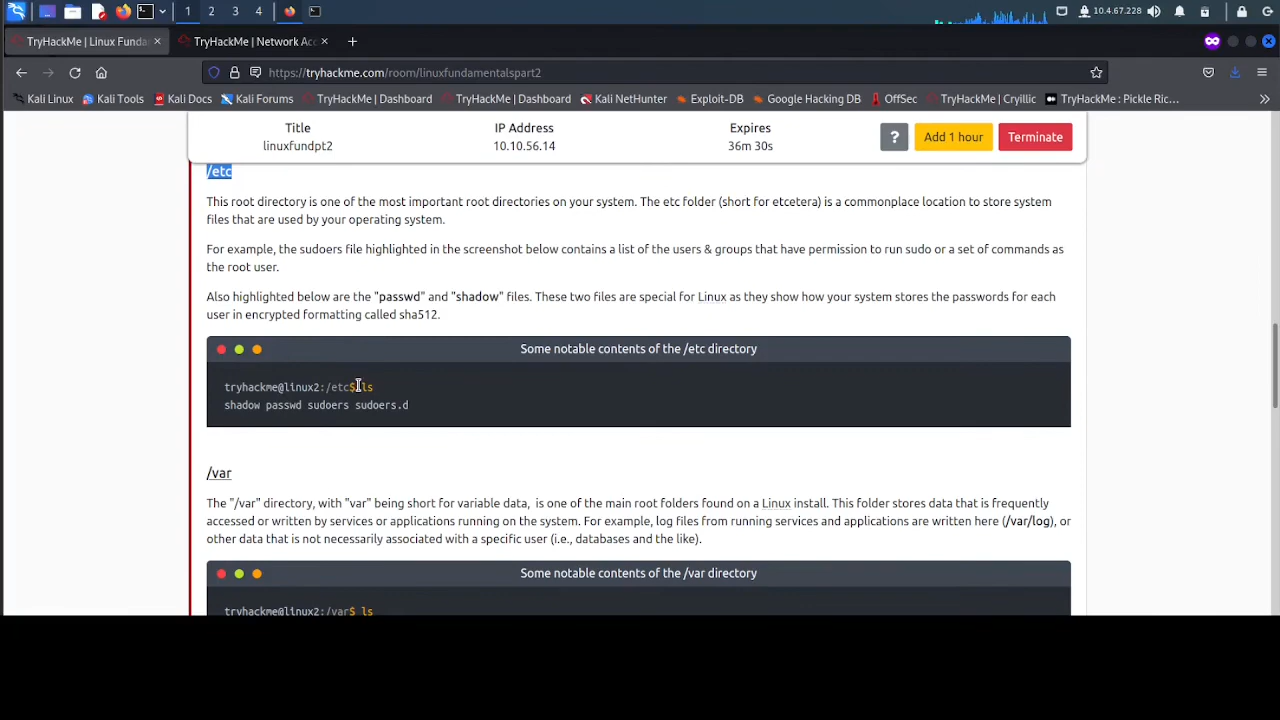 1 2 3 4 10.4.67.228
TryHackMe | Linux Funda TryHackMe | Network Acc
https://tryhackme.com/room/linuxfundamentalspart2
Kali Linux Kali Tools Kali Docs Kali Forums TryHackMe | Dashboard TryHackMe | Dashboard Kali NetHunter Exploit-DB Google Hacking DB OffSec TryHackMe | Cryillic TryHackMe : Pickle Ric...
Title IP Address Expires
linuxfundpt2 10.10.56.14 36m 30s
? Add 1 hour Terminate
/etc
This root directory is one of the most important root directories on your system. The etc folder (short for etcetera) is a commonplace location to store system
files that are used by your operating system.
For example, the sudoers file highlighted in the screenshot below contains a list of the users & groups that have permission to run sudo or a set of commands as
the root user.
Also highlighted below are the "passwd" and "shadow" files. These two files are special for Linux as they show how your system stores the passwords for each
user in encrypted formatting called sha512.
Some notable contents of the /etc directory
tryhackme@linux2:/etc$ ls
shadow passwd sudoers sudoers.d
/var
The "/var" directory, with "var" being short for variable data, is one of the main root folders found on a Linux install. This folder stores data that is frequently
accessed or written by services or applications running on the system. For example, log files from running services and applications are written here (/var/log), or
other data that is not necessarily associated with a specific user (i.e., databases and the like).
Some notable contents of the /var directory
tryhackme@linux2:/var$ ls